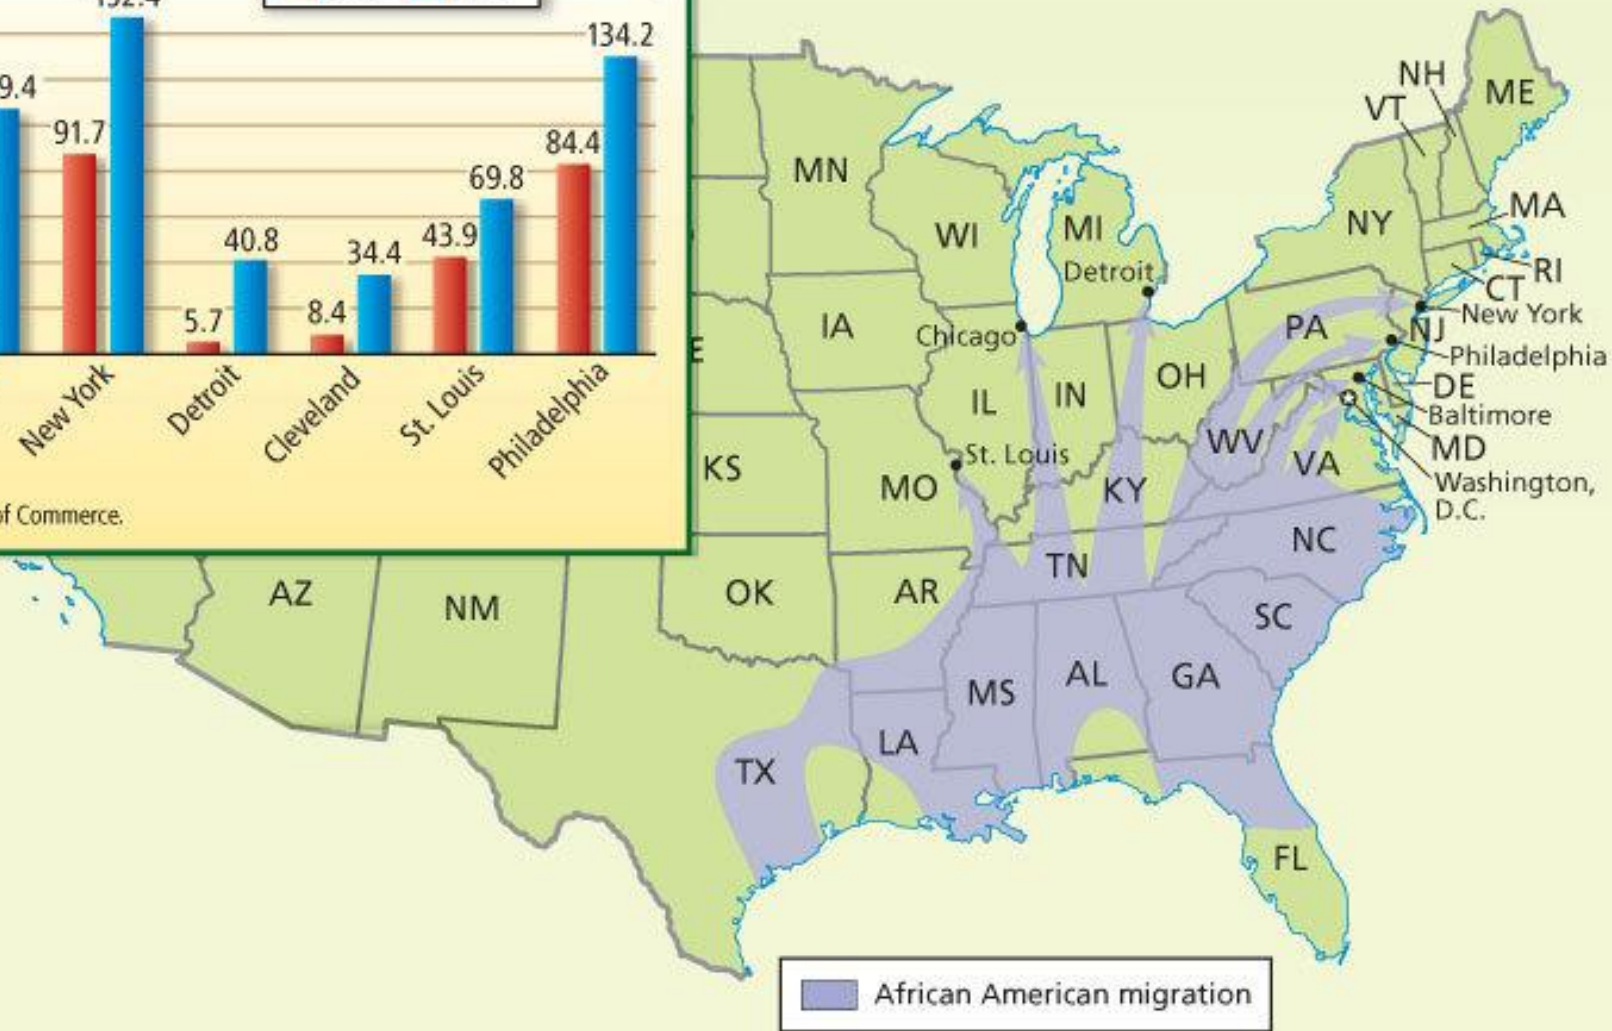 134.2
9.4
91.7
84.4
69.8
40.8
43.9
34.4
5.7
8.4
New York
Detroit
Cleveland
St. Louis
Philadelphia
of Commerce.
NH
ME
VT
MN
MA
NY
WI
MI
RI
Detroit
CT
New York
IA
PA
NJ
Chicago
Philadelphia
E
OH
DE
IL
IN
Baltimore
WV
MD
St. Louis
VA
KS
Washington,
D.C.
MO
KY
NC
TN
AZ
NM
OK
AR
SC
MS
AL
GA
LA
TX
FL
African American migration